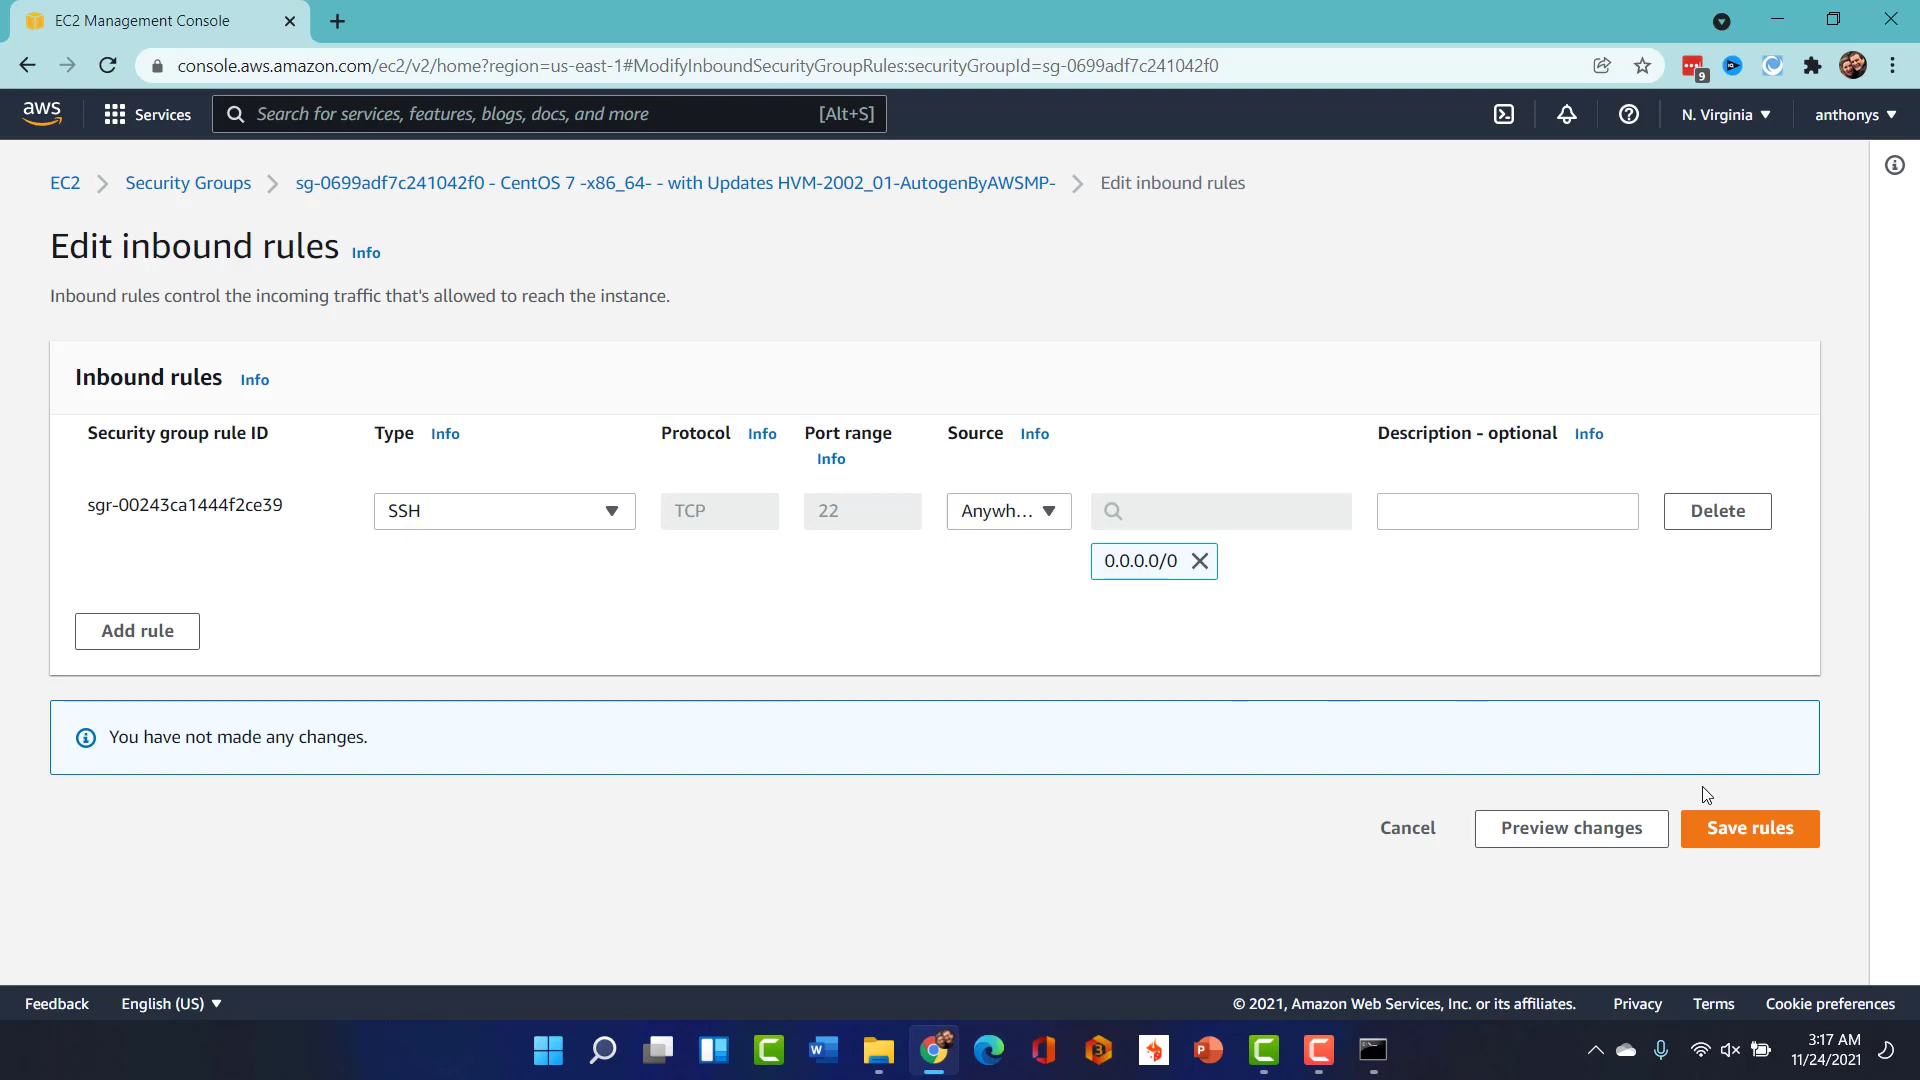 EC2 Management Console
console.aws.amazon.com/ec2/v2/home?region=us-east-1#ModifyInboundSecurityGroupRules:securityGroupId=sg-0699adf7c241042f0
9
aws
Services
Search for services, features, blogs, docs, and more [Alt+S]
N. Virginia
anthonys
EC2
Security Groups
sg-0699adf7c241042f0 - CentOS 7 -x86_64- - with Updates HVM-2002_01-AutogenByAWSMP-
Edit inbound rules
Edit inbound rules Info
Inbound rules control the incoming traffic that's allowed to reach the instance.
Inbound rules Info
Security group rule ID
Type Info
Protocol Info
Port range
Info
Source Info
Description - optional Info
sgr-00243ca1444f2ce39
SSH
TCP
22
Anywh...
Delete
0.0.0.0/0
Add rule
You have not made any changes.
Cancel
Preview changes
Save rules
Feedback
English (US)
© 2021, Amazon Web Services, Inc. or its affiliates.
Privacy
Terms
Cookie preferences
3:17 AM
11/24/2021